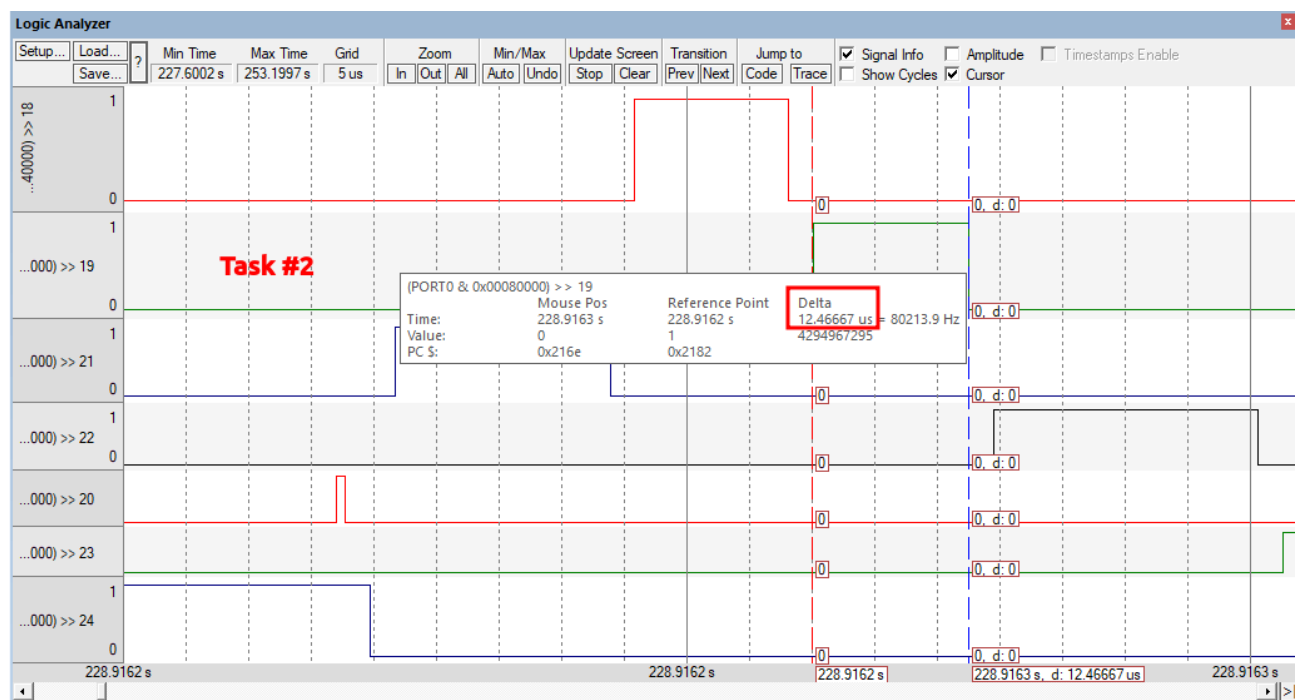 Logic Analyzer
Setup... Load... ? Min Time Max Time Grid Zoom Min/Max Update Screen Transition Jump to Signal Info Amplitude Timestamps Enable
Save... 227.6002 s 253.1997 s 5 us In Out All Auto Undo Stop Clear Prev Next Code Trace Show Cycles Cursor
1
...40000) >> 18
0
0
0, d: 0
1
...000) >> 19
Task #2
0
0, d: 0
(PORT0 & 0x00080000) >> 19
Mouse Pos Reference Point Delta
Time: 228.9163 s 228.9162 s 12.46667 us = 80213.9 Hz
Value: 0 1 4294967295
PC $: 0x216e 0x2182
1
...000) >> 21
0
0
0, d: 0
1
...000) >> 22
0
0
0, d: 0
...000) >> 20
0
0, d: 0
...000) >> 23
0
0, d: 0
1
...000) >> 24
0
0
0, d: 0
228.9162 s 228.9162 s 228.9162 s 228.9163 s, d: 12.46667 us 228.9163 s
>